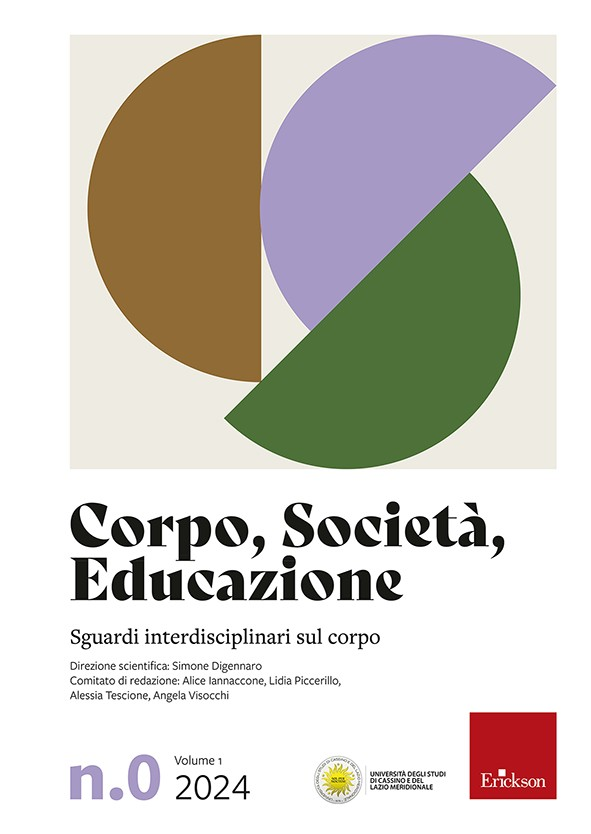 Corpo, Società,
Educazione
Sguardi interdisciplinari sul corpo
Direzione scientifica: Simone Digennaro
Comitato di redazione: Alice Iannaccone, Lidia Piccerillo,
Alessia Tescione, Angela Visocchi
n.0
Volume 1
2024
UNIVERSITÀ DEGLI STUDI
DI CASSINO E DEL
LAZIO MERIDIONALE
Erickson